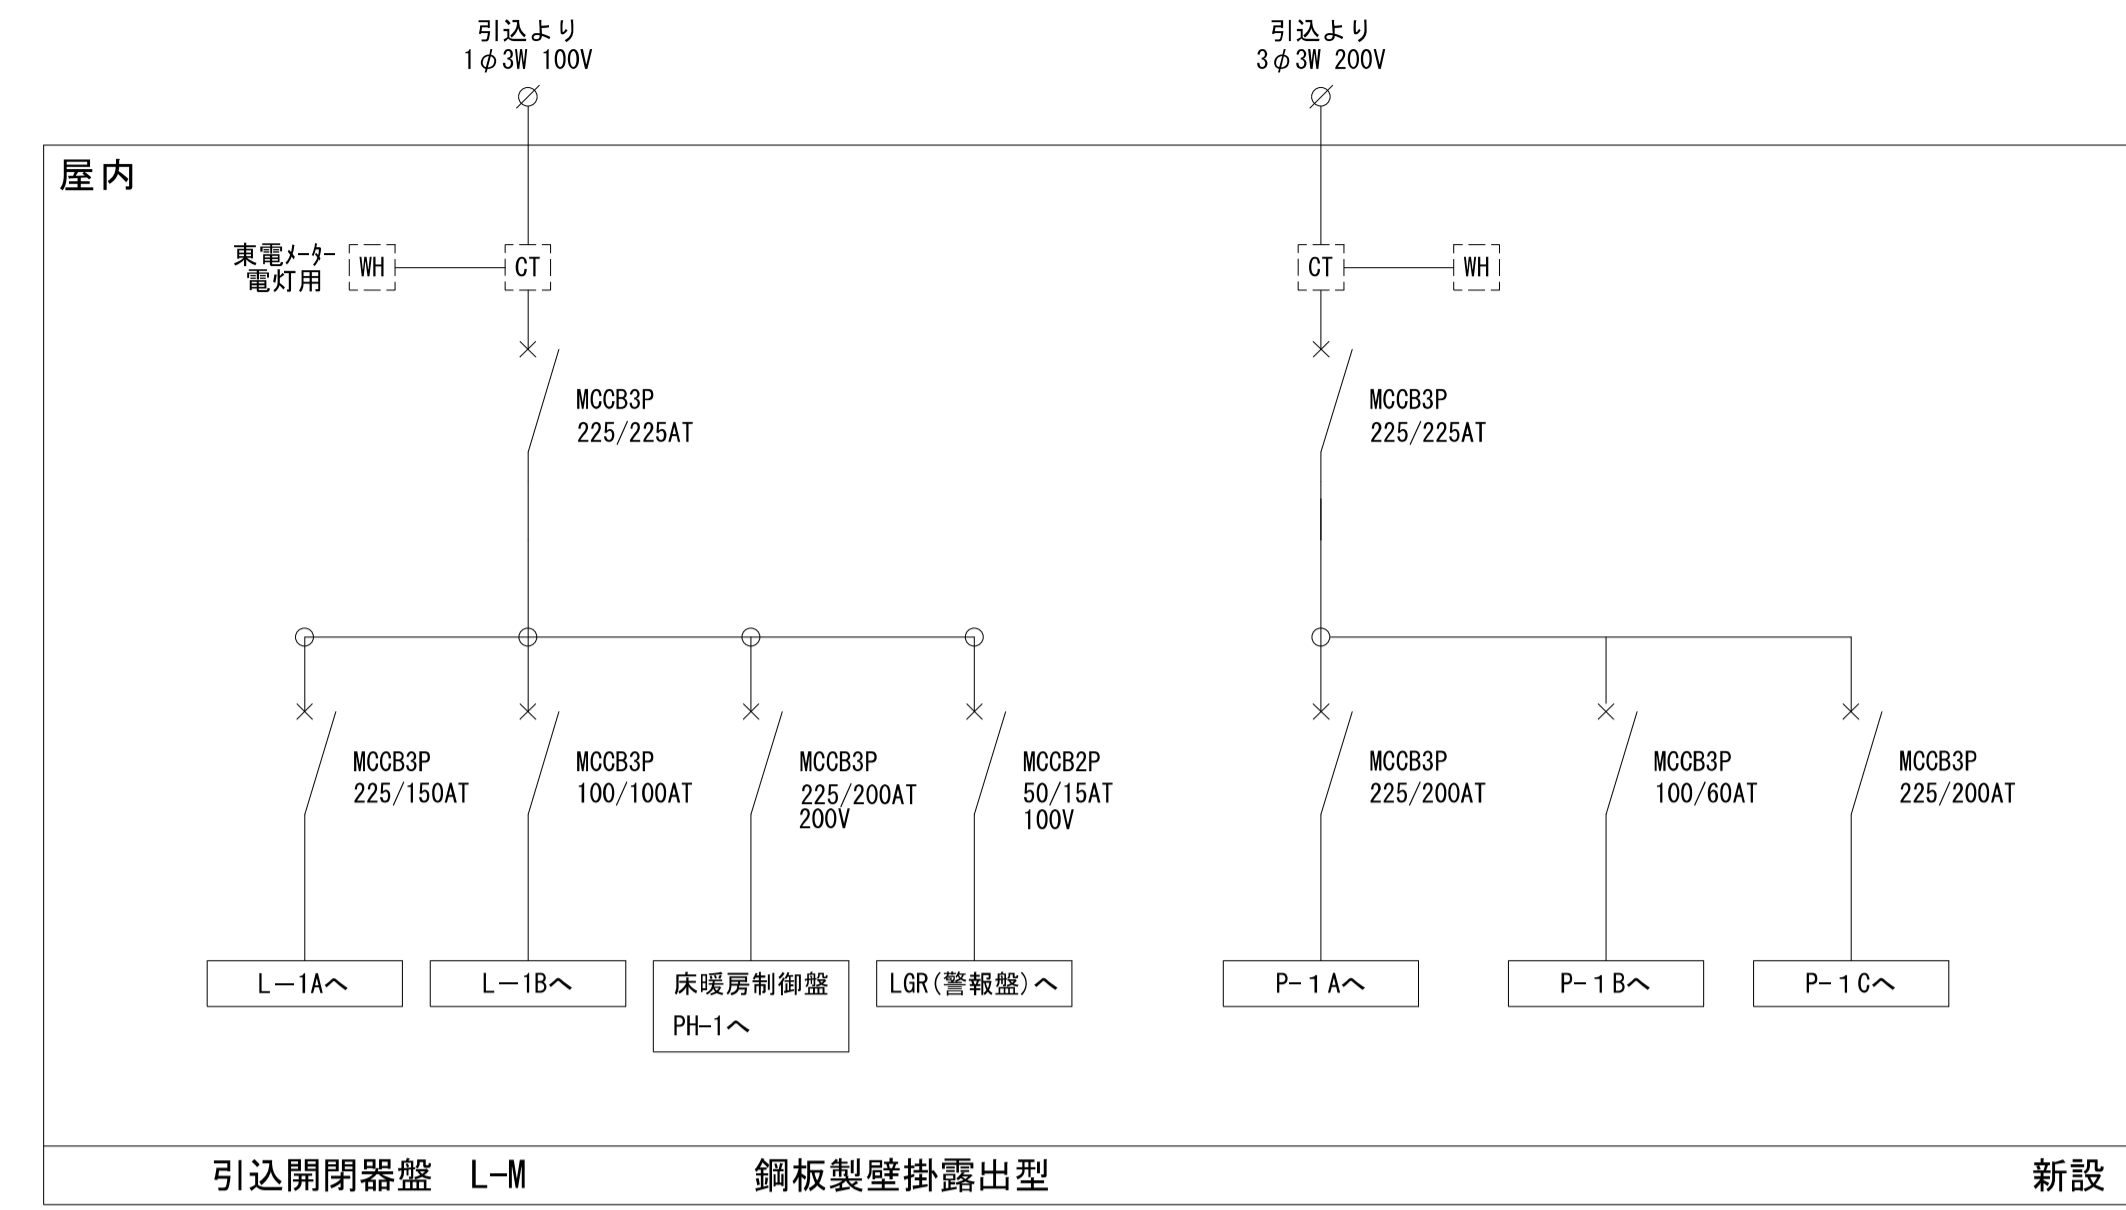 引込より
1φ3W 100V
引込より
3φ3W 200V
屋内
東電メーター
電灯用
WH
CT
CT
WH
MCCB3P
225/225AT
MCCB3P
225/225AT
MCCB3P
225/150AT
MCCB3P
100/100AT
MCCB3P
225/200AT
200V
MCCB2P
50/15AT
100V
MCCB3P
225/200AT
MCCB3P
100/60AT
MCCB3P
225/200AT
L−1Aへ
L−1Bへ
床暖房制御盤
PH-1へ
LGR(警報盤)へ
P-1Aへ
P-1Bへ
P-1Cへ
引込開閉器盤 L-M 鋼板製壁掛露出型 新設